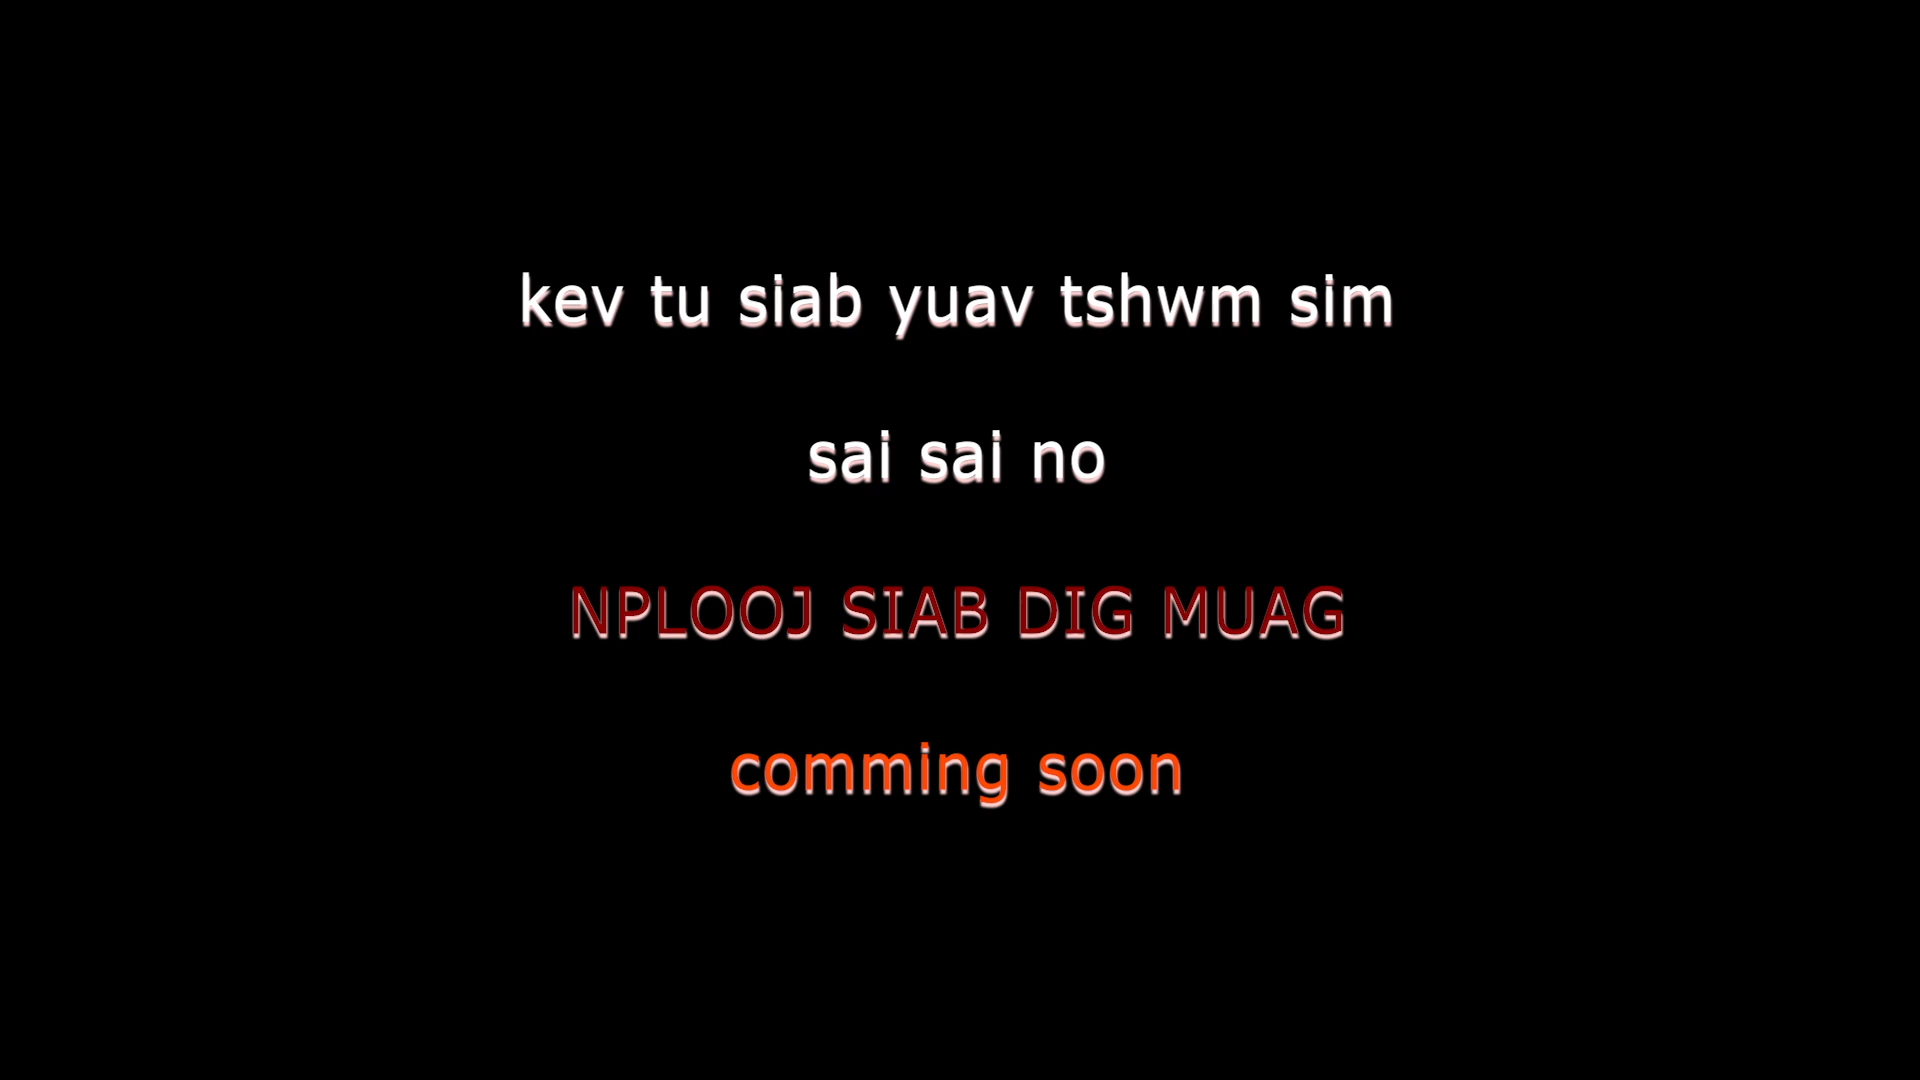 kev tu siab yuav tshwm sim
sai sai no
NPLOOJ SIAB DIG MUAG
comming soon